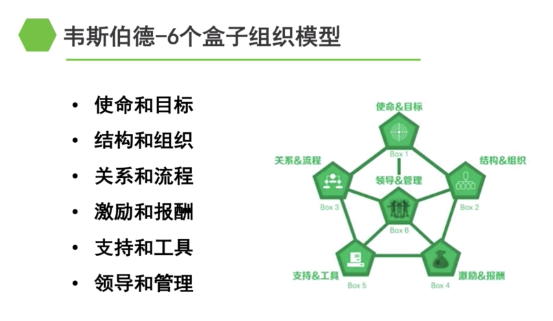 韦斯伯德-6个盒子组织模型
• 使命和目标
• 结构和组织
• 关系和流程
• 激励和报酬
• 支持和工具
• 领导和管理
使命&目标
Box 1
关系&流程
结构&组织
领导&管理
Box 3
Box 2
Box 6
支持&工具
激励&报酬
Box 5
Box 4